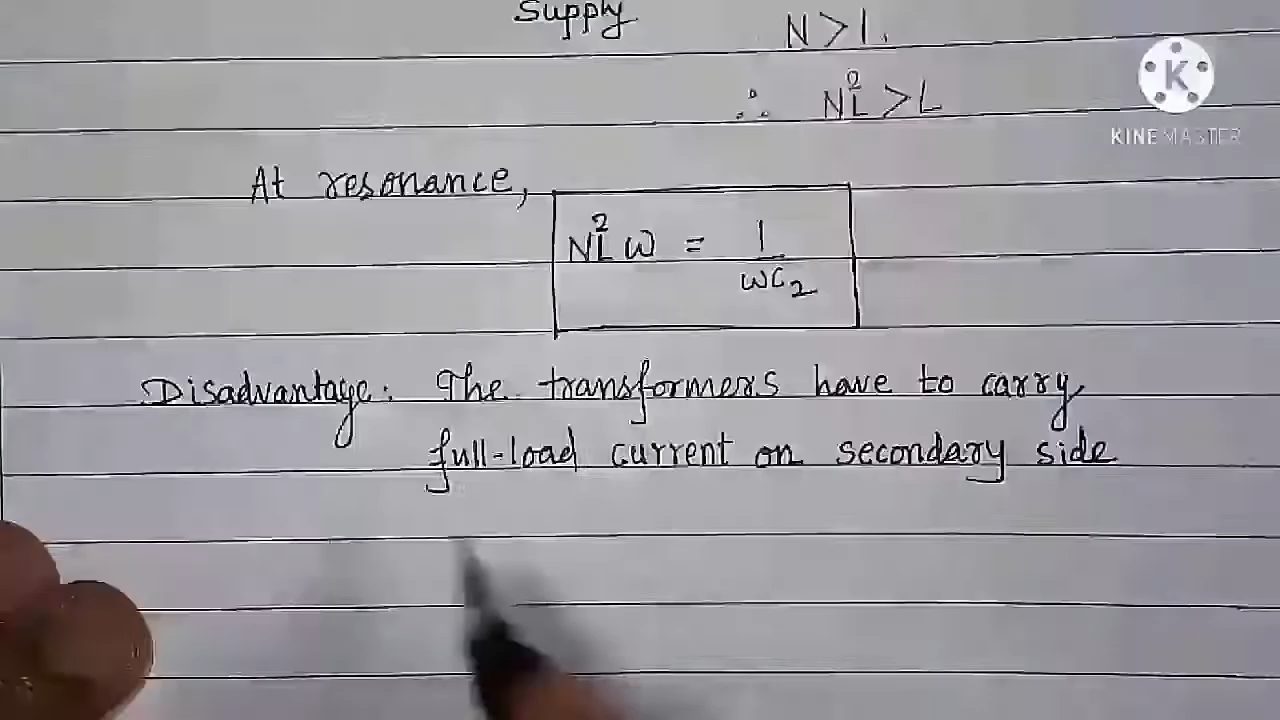 Supply
N > 1.
∴ N²L > L
KINEMASTER
At resonance,
N²Lω = 1/ωC₂
Disadvantage: The transformers have to carry
full-load current on secondary side